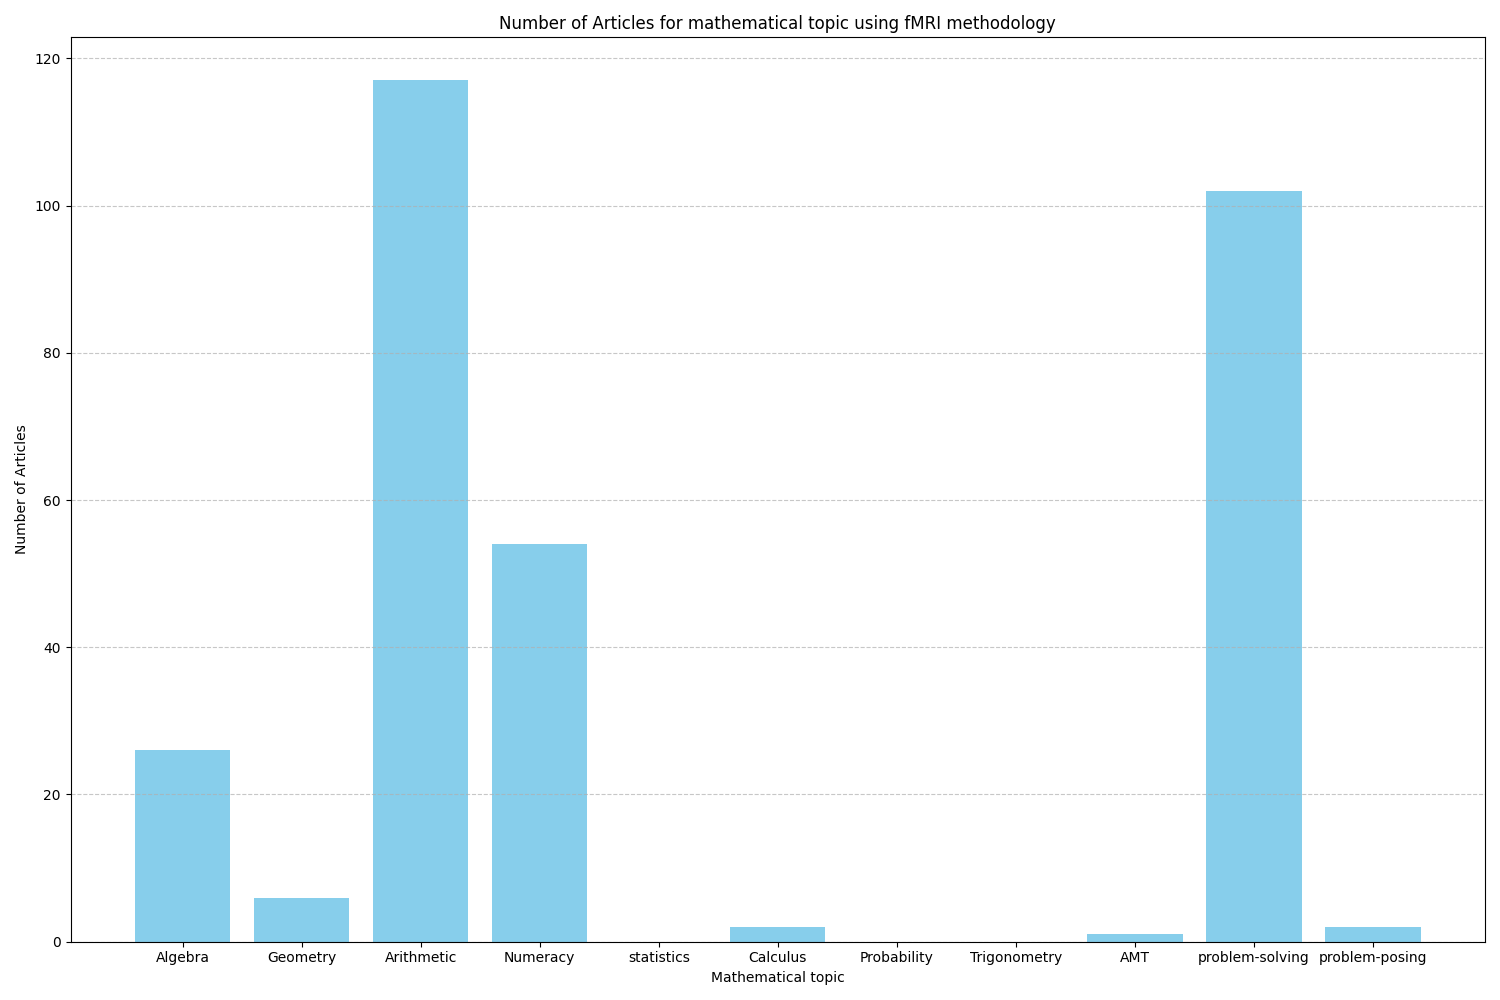 Number of Articles for mathematical topic using fMRI methodology
120
100
80
60
40
20
0
Number of Articles
Algebra Geometry Arithmetic Numeracy statistics Calculus Probability Trigonometry AMT problem-solving problem-posing
Mathematical topic